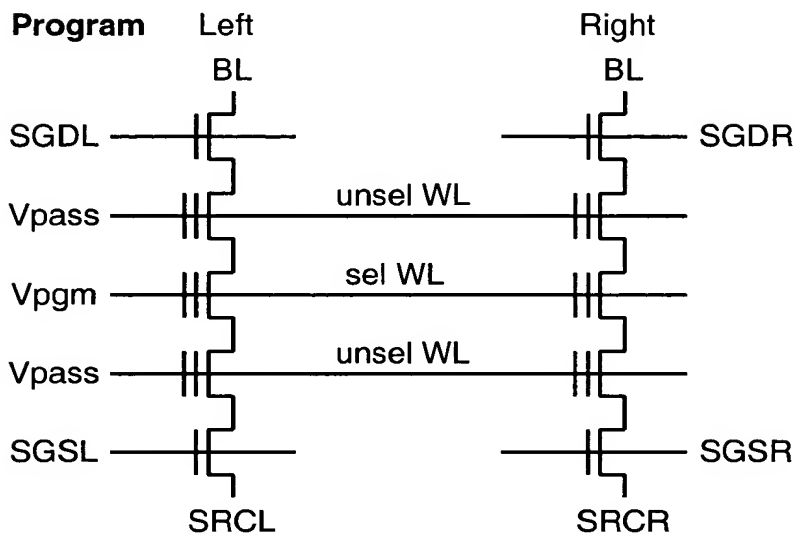 Program Left Right
BL BL
SGDL SGDR
unsel WL
Vpass
sel WL
Vpgm
unsel WL
Vpass
SGSL SGSR
SRCL SRCR